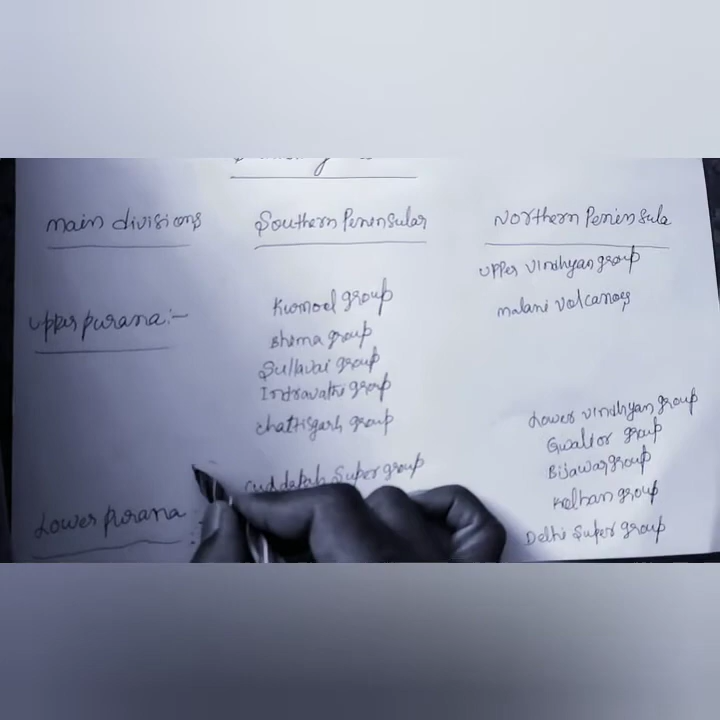 main divisions
Southern Peninsular
Northern Peninsula
upper vindhyan group
upper purana:-
Kurnool group
malani volcanoes
Bhima group
Sullavai group
Indravathi group
chattisgarh group
Lower vindhyan group
Gwalior group
Bijawar group
Cuddapah Super group
Kolhan group
Lower purana
Delhi Super group